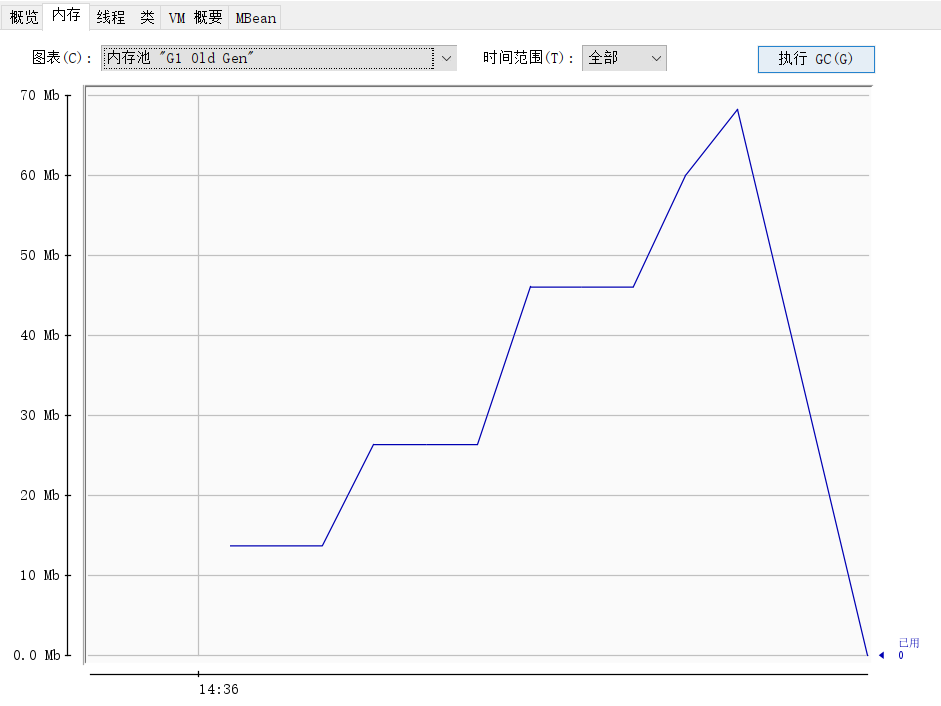 概览 内存 线程 类 VM 概要 MBean
图表(C): 内存池 "G1 Old Gen" 时间范围(T): 全部 执行 GC(G)
70 Mb
60 Mb
50 Mb
40 Mb
30 Mb
20 Mb
10 Mb
已用
0.0 Mb 0
14:36